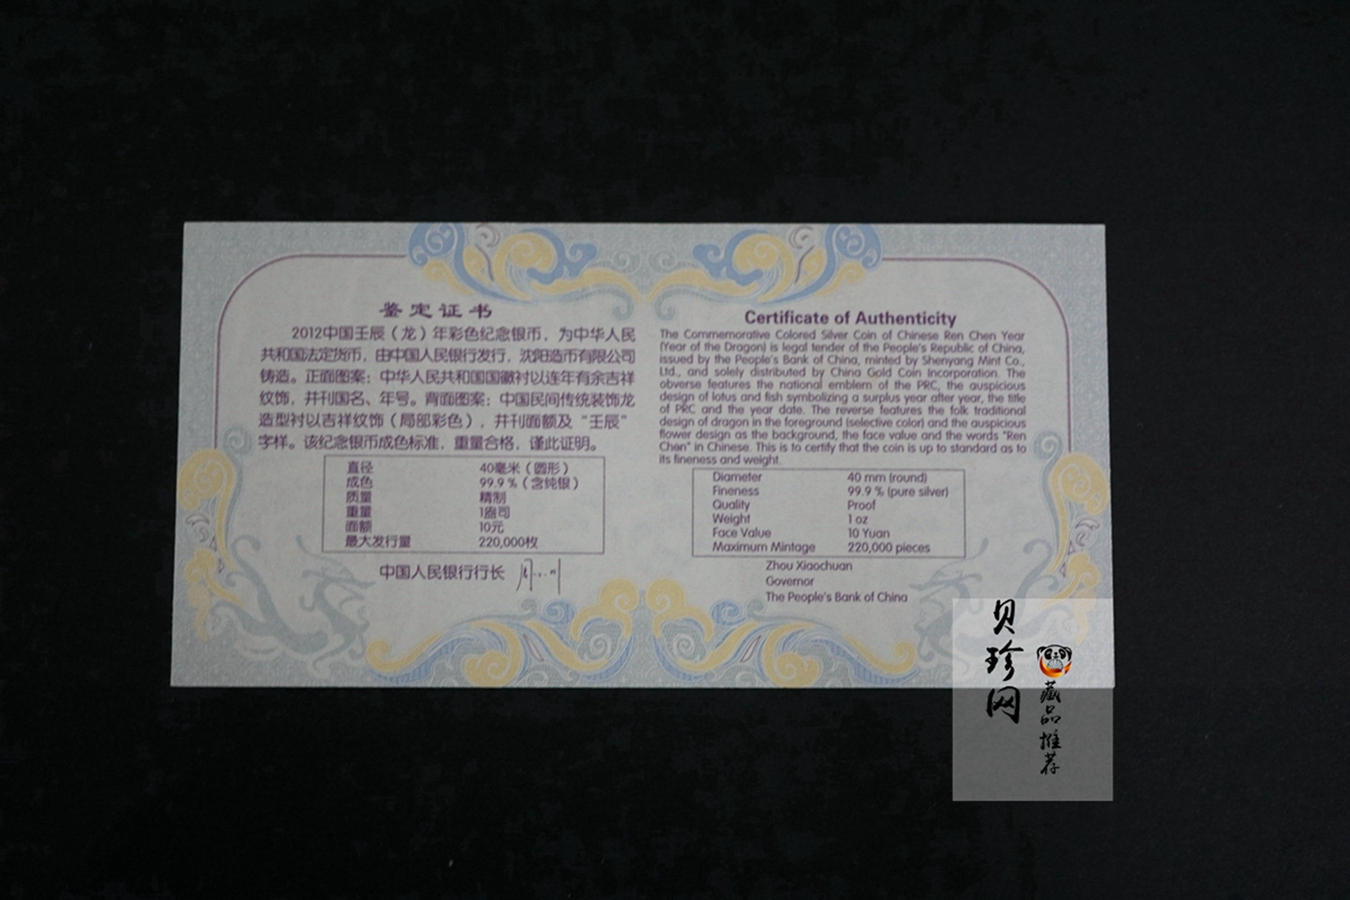 鉴定证书
2012中国壬辰（龙）年彩色纪念银币，为中华人民
共和国法定货币，由中国人民银行发行，沈阳造币有限公司
铸造。正面图案：中华人民共和国国徽衬以连年有余吉祥
纹饰，并刊国名、年号。背面图案：中国民间传统装饰龙
造型衬以吉祥纹饰（局部彩色），并刊面额及“壬辰”
字样。该纪念银币成色标准，重量合格，谨此证明。
直径 40毫米（圆形）
成色 99.9％（含纯银）
质量 精制
重量 1盎司
面额 10元
最大发行量 220,000枚
中国人民银行行长
Certificate of Authenticity
The Commemorative Colored Silver Coin of Chinese Ren Chen Year
(Year of the Dragon) is legal tender of the People's Republic of China,
issued by the People's Bank of China, minted by Shenyang Mint Co.,
Ltd., and solely distributed by China Gold Coin Incorporation. The
obverse features the national emblem of the PRC, the auspicious
design of lotus and fish symbolizing a surplus year after year, the title
of PRC and the year date. The reverse features the folk traditional
design of dragon in the foreground (selective color) and the auspicious
flower design as the background, the face value and the words "Ren
Chen" in Chinese. This is to certify that the coin is up to standard as to
its fineness and weight.
Diameter 40 mm (round)
Fineness 99.9 % (pure silver)
Quality Proof
Weight 1 oz
Face Value 10 Yuan
Maximum Mintage 220,000 pieces
Zhou Xiaochuan
Governor
The People's Bank of China
贝珍网
藏品推荐